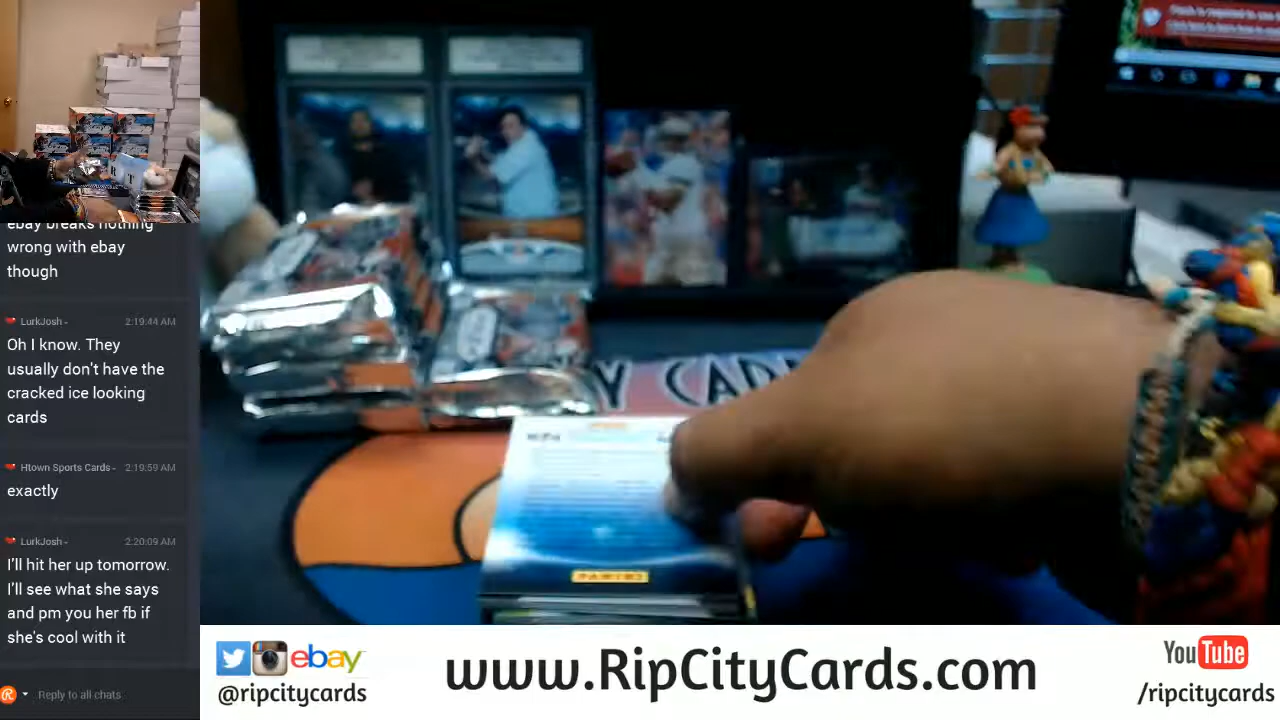 ebay breaks nothing
wrong with ebay
though
LurkJosh - 2:19:44 AM
Oh I know. They
usually don't have the
cracked ice looking
cards
Htown Sports Cards - 2:19:59 AM
exactly
LurkJosh - 2:20:09 AM
I'll hit her up tomorrow.
I'll see what she says
and pm you her fb if
she's cool with it
Reply to all chats
Y CAR
PANINI
ebay
@ripcitycards
www.RipCityCards.com
YouTube
/ripcitycards